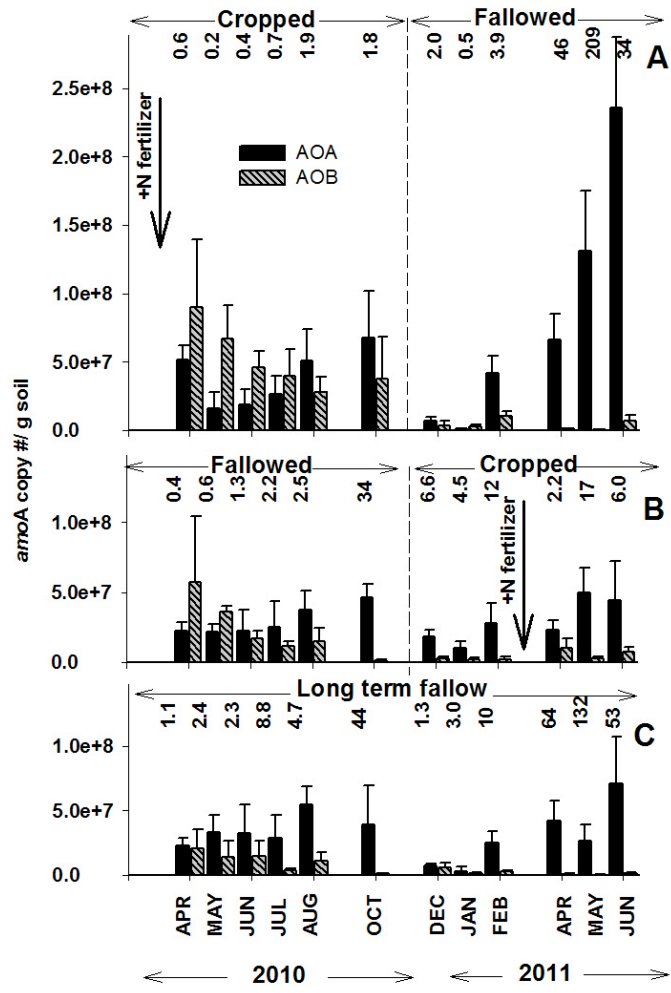 Cropped Fallowed
0.6 0.2 0.4 0.7 1.9 1.8 2.0 0.5 3.9 46 209 34
A
2.5e+8
2.0e+8
1.5e+8
1.0e+8
5.0e+7
0.0
+N fertilizer
AOA
AOB
amoA copy #/ g soil
Fallowed Cropped
0.4 0.6 1.3 2.2 2.5 34 6.6 4.5 12 2.2 17 6.0
B
1.0e+8
5.0e+7
0.0
+N fertilizer
Long term fallow
1.1 2.4 2.3 8.8 4.7 44 1.3 3.0 10 64 132 53
C
1.0e+8
5.0e+7
0.0
APR MAY JUN JUL AUG OCT DEC JAN FEB APR MAY JUN
2010 2011